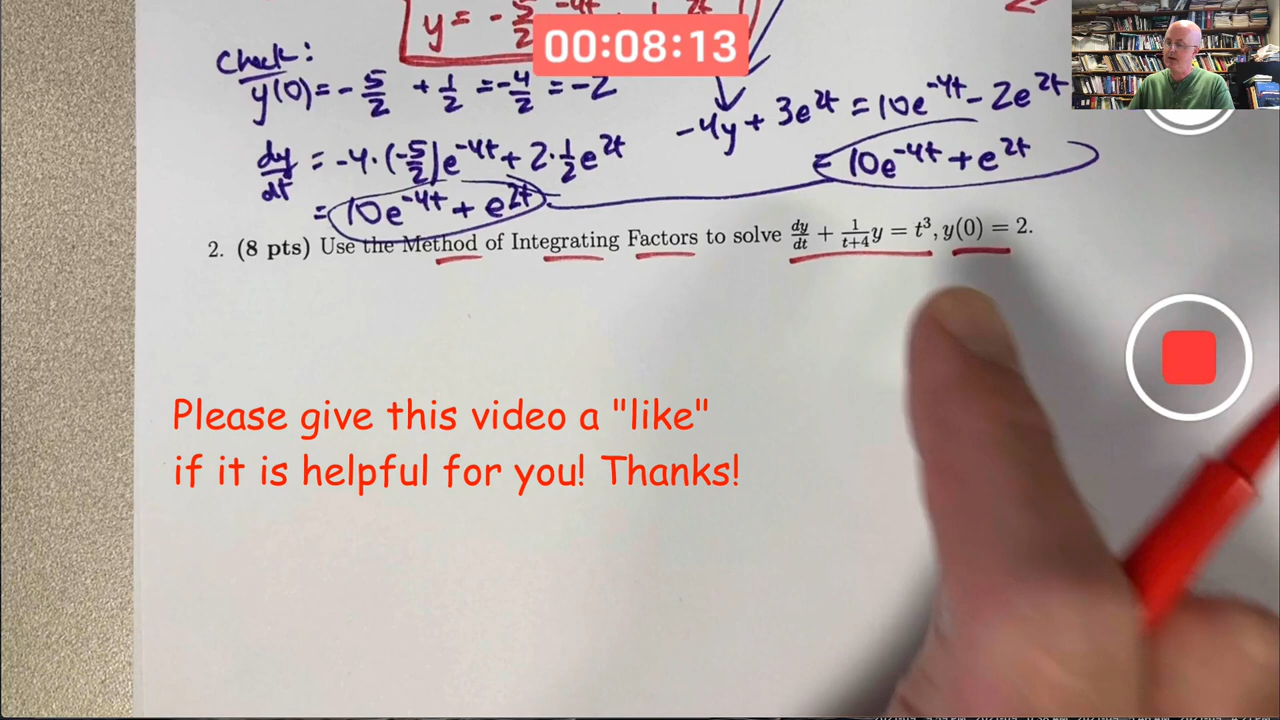 y = - 5/2
00:08:13
Check:
y(0) = - 5/2 + 1/2 = - 4/2 = -2
-4y + 3e^{2t} = 10e^{-4t} - 2e^{2t}
dy/dt = -4·(-5/2)e^{-4t} + 2·1/2 e^{2t}
= 10e^{-4t} + e^{2t}
= 10e^{-4t} + e^{2t}
2. (8 pts) Use the Method of Integrating Factors to solve dy/dt + 1/(t+4) y = t³, y(0) = 2.
Please give this video a "like"
if it is helpful for you! Thanks!